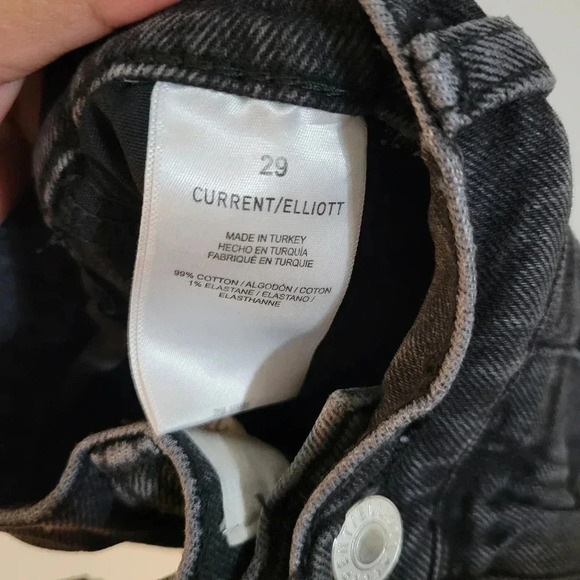 29
CURRENT/ELLIOTT
MADE IN TURKEY
HECHO EN TURQUÍA
FABRIQUÉ EN TURQUIE
99% COTTON / ALGODÓN / COTON
1% ELASTANE / ELASTANO /
ELASTHANNE